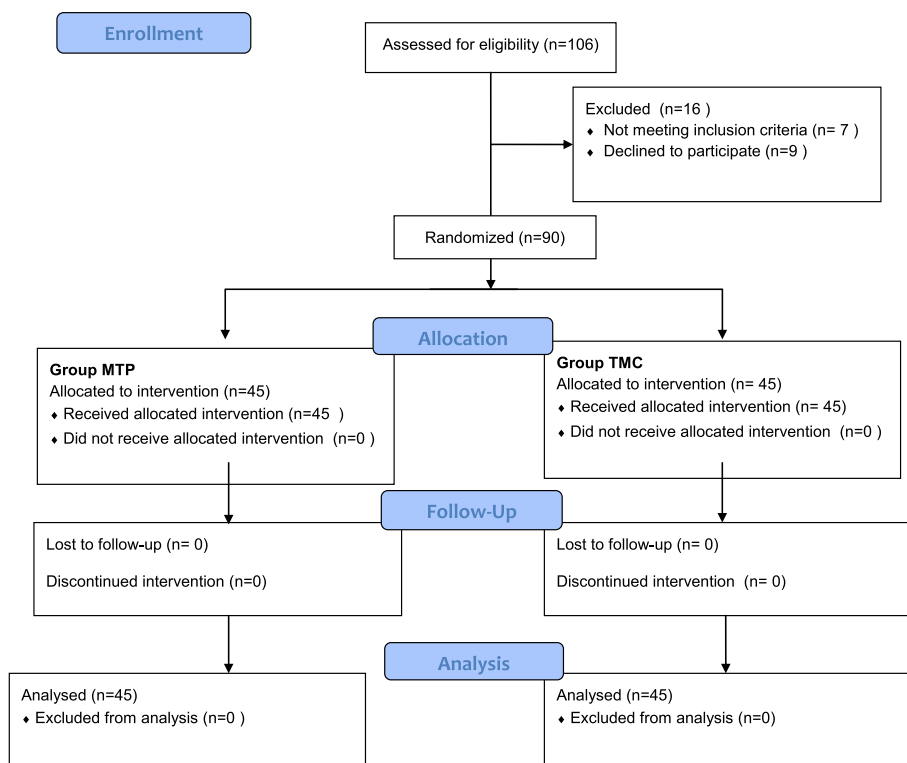 Enrollment
Assessed for eligibility (n=106)
Excluded (n=16 )
♦ Not meeting inclusion criteria (n= 7 )
♦ Declined to participate (n=9 )
Randomized (n=90)
Allocation
Group MTP
Allocated to intervention (n=45)
♦ Received allocated intervention (n=45 )
♦ Did not receive allocated intervention (n=0 )
Group TMC
Allocated to intervention (n= 45)
♦ Received allocated intervention (n= 45)
♦ Did not receive allocated intervention (n=0 )
Follow-Up
Lost to follow-up (n= 0)
Discontinued intervention (n=0)
Lost to follow-up (n= 0)
Discontinued intervention (n= 0)
Analysis
Analysed (n=45)
♦ Excluded from analysis (n=0 )
Analysed (n=45)
♦ Excluded from analysis (n=0)